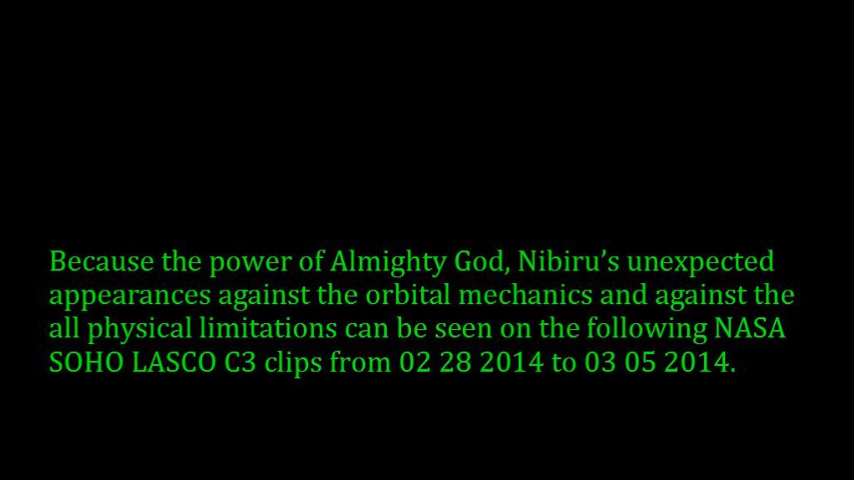 Because the power of Almighty God, Nibiru’s unexpected
appearances against the orbital mechanics and against the
all physical limitations can be seen on the following NASA
SOHO LASCO C3 clips from 02 28 2014 to 03 05 2014.